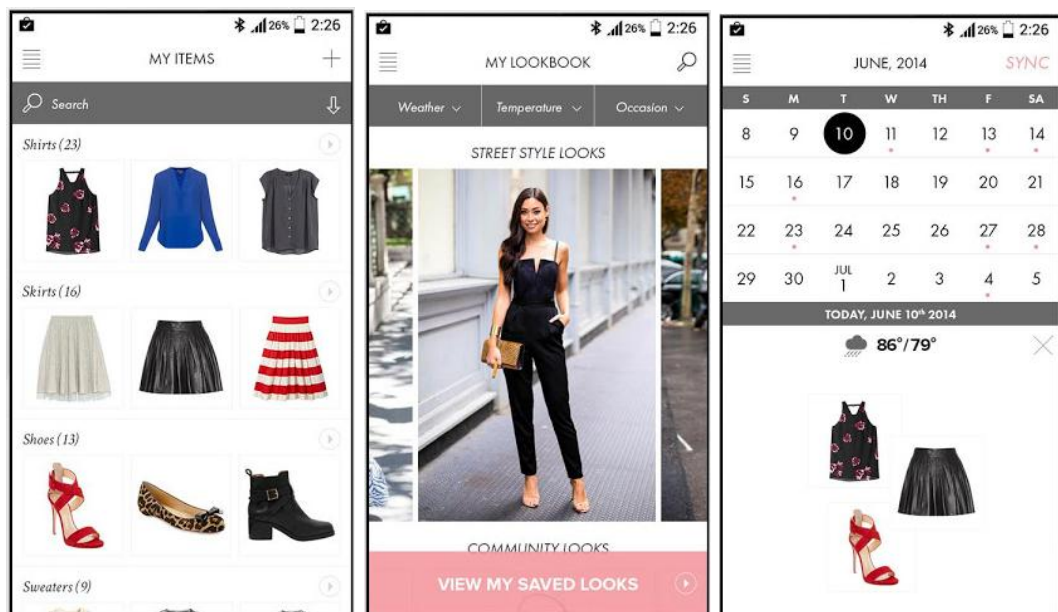 26% 2:26
MY ITEMS
Search
Shirts (23)
Skirts (16)
Shoes (13)
Sweaters (9)
26% 2:26
MY LOOKBOOK
Weather Temperature Occasion
STREET STYLE LOOKS
COMMUNITY LOOKS
VIEW MY SAVED LOOKS
26% 2:26
JUNE, 2014 SYNC
S M T W TH F SA
8 9 10 11 12 13 14
15 16 17 18 19 20 21
22 23 24 25 26 27 28
29 30 JUL 1 2 3 4 5
TODAY, JUNE 10th 2014
86°/79°